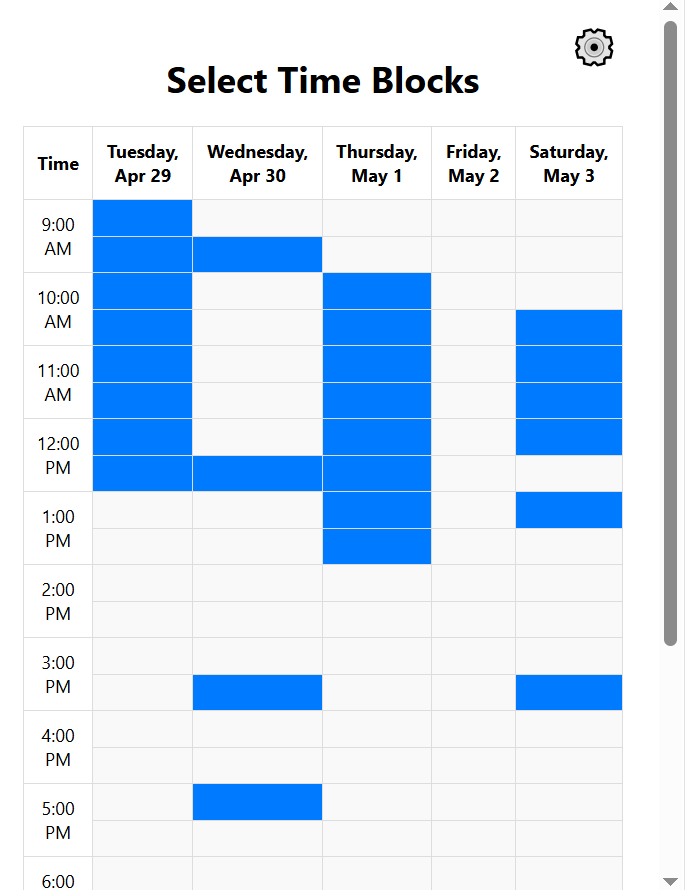 Select Time Blocks
Time
Tuesday,
Apr 29
Wednesday,
Apr 30
Thursday,
May 1
Friday,
May 2
Saturday,
May 3
9:00
AM
10:00
AM
11:00
AM
12:00
PM
1:00
PM
2:00
PM
3:00
PM
4:00
PM
5:00
PM
6:00